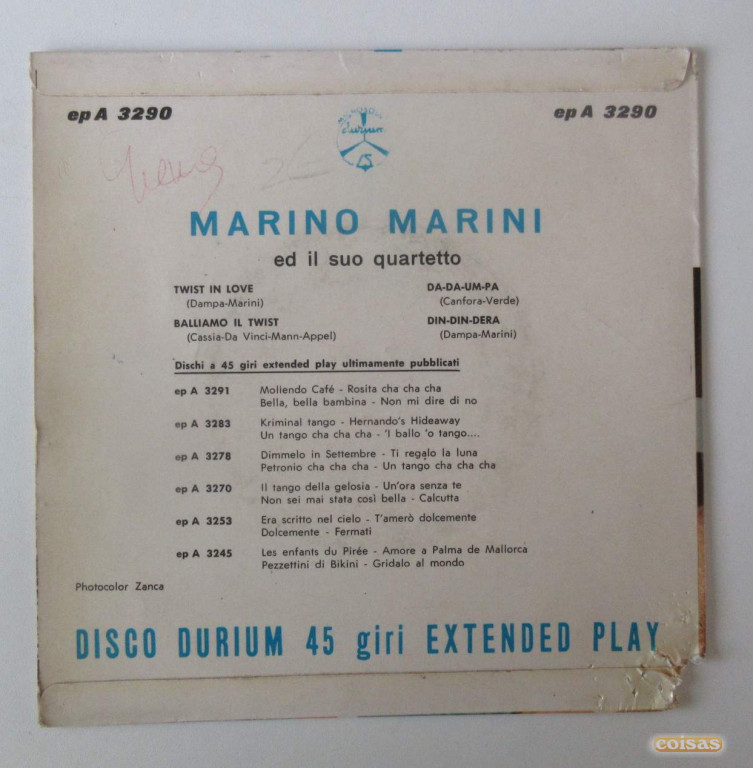 ep A 3290
ep A 3290
durium
45
MARINO MARINI
ed il suo quartetto
TWIST IN LOVE
(Dampa-Marini)
BALLIAMO IL TWIST
(Cassia-Da Vinci-Mann-Appel)
DA-DA-UM-PA
(Canfora-Verde)
DIN-DIN-DERA
(Dampa-Marini)
Dischi a 45 giri extended play ultimamente pubblicati
ep A 3291 Moliendo Café - Rosita cha cha cha
Bella, bella bambina - Non mi dire di no
ep A 3283 Kriminal tango - Hernando's Hideaway
Un tango cha cha cha - 'I ballo 'o tango....
ep A 3278 Dimmelo in Settembre - Ti regalo la luna
Petronio cha cha cha - Un tango cha cha cha
ep A 3270 Il tango della gelosia - Un'ora senza te
Non sei mai stata così bella - Calcutta
ep A 3253 Era scritto nel cielo - T'amerò dolcemente
Dolcemente - Fermati
ep A 3245 Les enfants du Pirée - Amore a Palma de Mallorca
Pezzettini di Bikini - Gridalo al mondo
Photocolor Zanca
DISCO DURIUM 45 giri EXTENDED PLAY
coisas